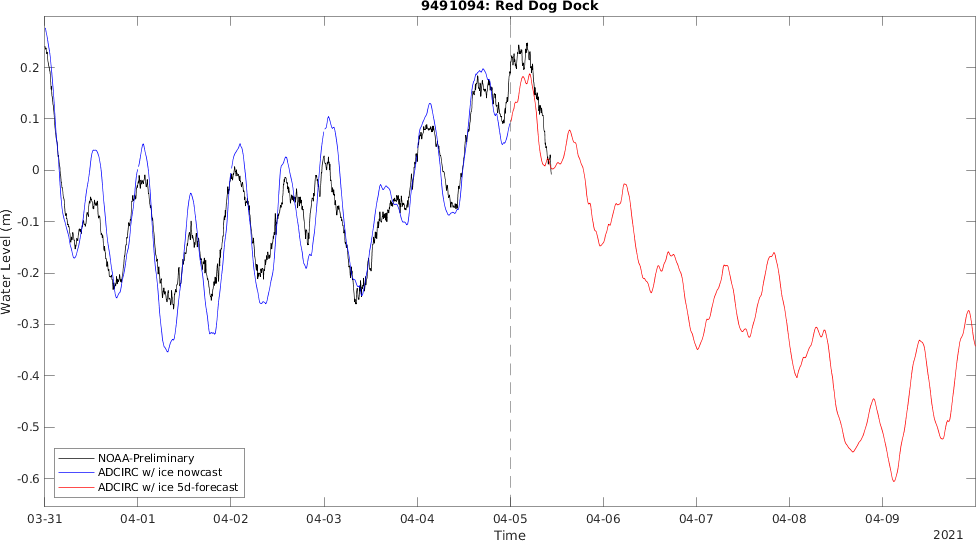 9491094: Red Dog Dock
Water Level (m)
0.2
0.1
0
-0.1
-0.2
-0.3
-0.4
-0.5
-0.6
NOAA-Preliminary
ADCIRC w/ ice nowcast
ADCIRC w/ ice 5d-forecast
03-31 04-01 04-02 04-03 04-04 04-05 04-06 04-07 04-08 04-09
Time
2021